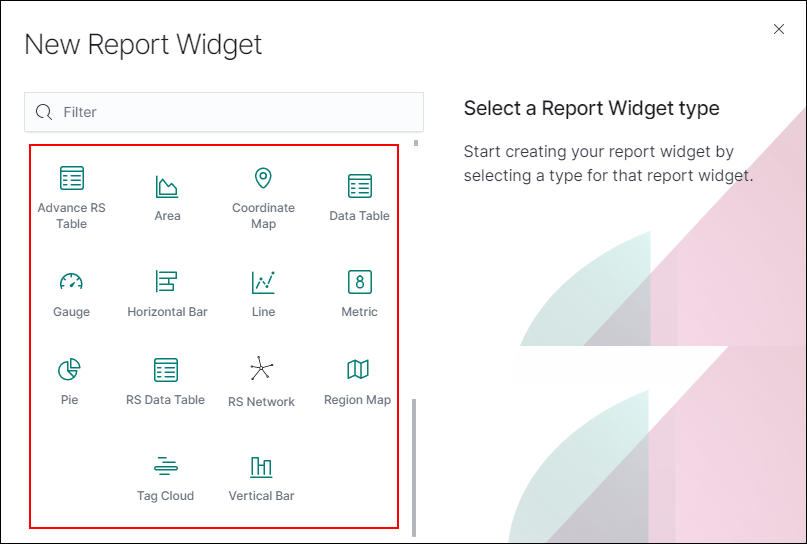 New Report Widget
Filter
Advance RS
Table
Area
Coordinate
Map
Data Table
Gauge
Horizontal Bar
Line
8
Metric
Pie
RS Data Table
RS Network
Region Map
Tag Cloud
Vertical Bar
Select a Report Widget type
Start creating your report widget by
selecting a type for that report widget.